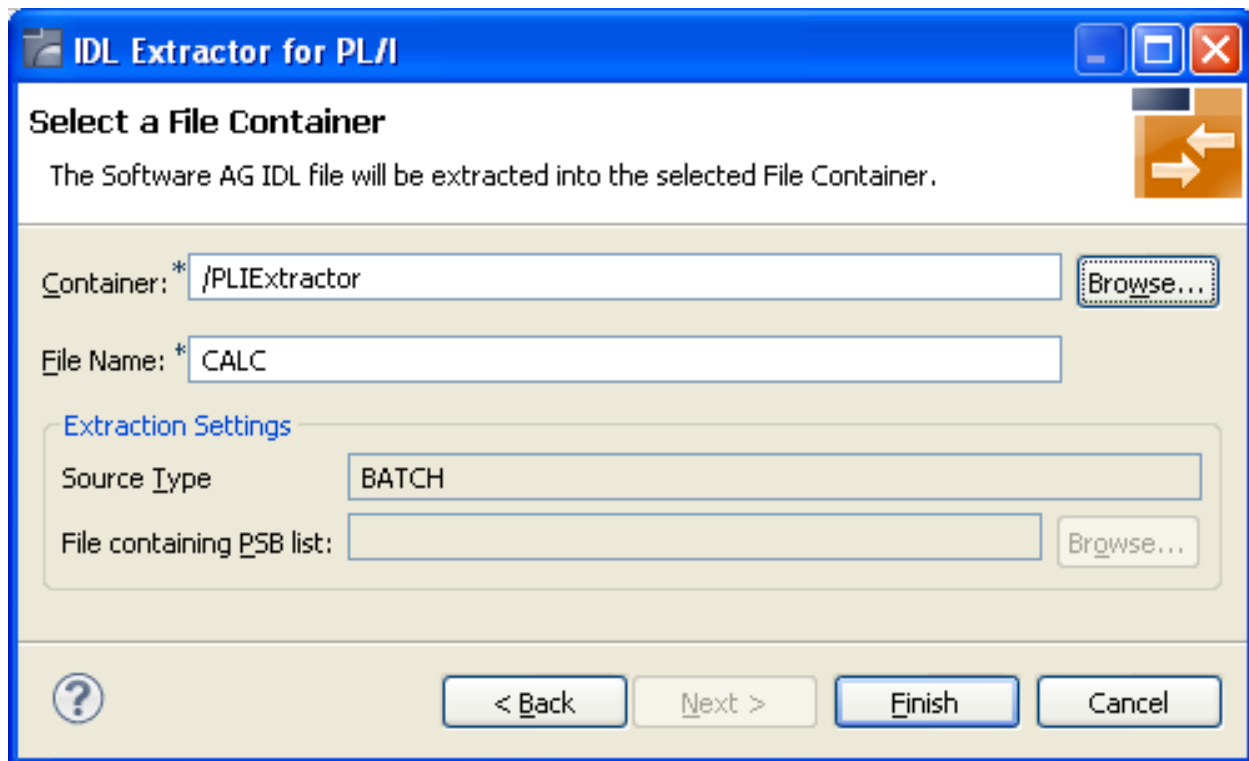 IDL Extractor for PL/I
Select a File Container
The Software AG IDL file will be extracted into the selected File Container.
Container:* /PLIExtractor Browse...
File Name: * CALC
Extraction Settings
Source Type BATCH
File containing PSB list: Browse...
? < Back Next > Finish Cancel